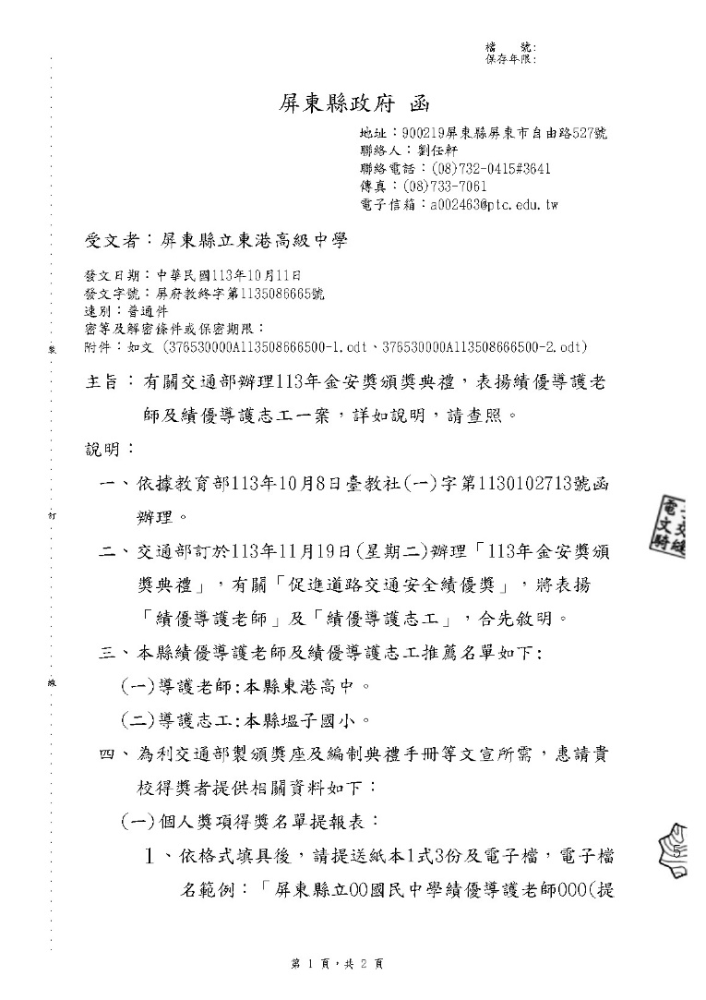 檔　　號:
保存年限:
屏東縣政府 函
地址：900219屏東縣屏東市自由路527號
聯絡人：劉任軒
聯絡電話：(08)732-0415#3641
傳真：(08)733-7061
電子信箱：a002463@ptc.edu.tw
受文者：屏東縣立東港高級中學
發文日期：中華民國113年10月11日
發文字號：屏府教終字第1135086665號
速別：普通件
密等及解密條件或保密期限：
附件：如文 (376530000A113508666500-1.odt、376530000A113508666500-2.odt)
主旨：有關交通部辦理113年金安獎頒獎典禮，表揚績優導護老
師及績優導護志工一案，詳如說明，請查照。
說明：
一、依據教育部113年10月8日臺教社(一)字第1130102713號函
辦理。
二、交通部訂於113年11月19日(星期二)辦理「113年金安獎頒
獎典禮」，有關「促進道路交通安全績優獎」，將表揚
「績優導護老師」及「績優導護志工」，合先敘明。
三、本縣績優導護老師及績優導護志工推薦名單如下:
(一)導護老師:本縣東港高中。
(二)導護志工:本縣塭子國小。
四、為利交通部製頒獎座及編制典禮手冊等文宣所需，惠請貴
校得獎者提供相關資料如下：
(一)個人獎項得獎名單提報表：
１、依格式填具後，請提送紙本1式3份及電子檔，電子檔
名範例：「屏東縣立OO國民中學績優導護老師OOO(提
裝
訂
線
電子
文交
騎縫
5
第 1 頁，共 2 頁